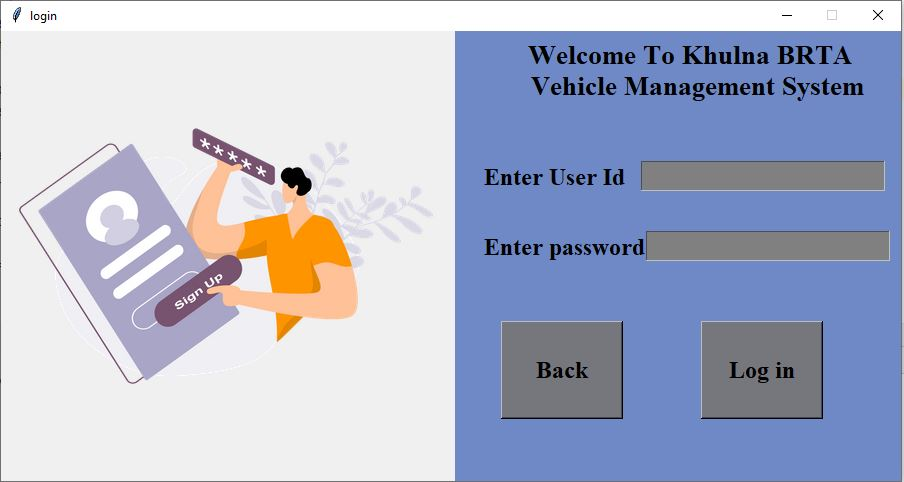 login
Welcome To Khulna BRTA
Vehicle Management System
*****
Sign Up
Enter User Id
Enter password
Back
Log in